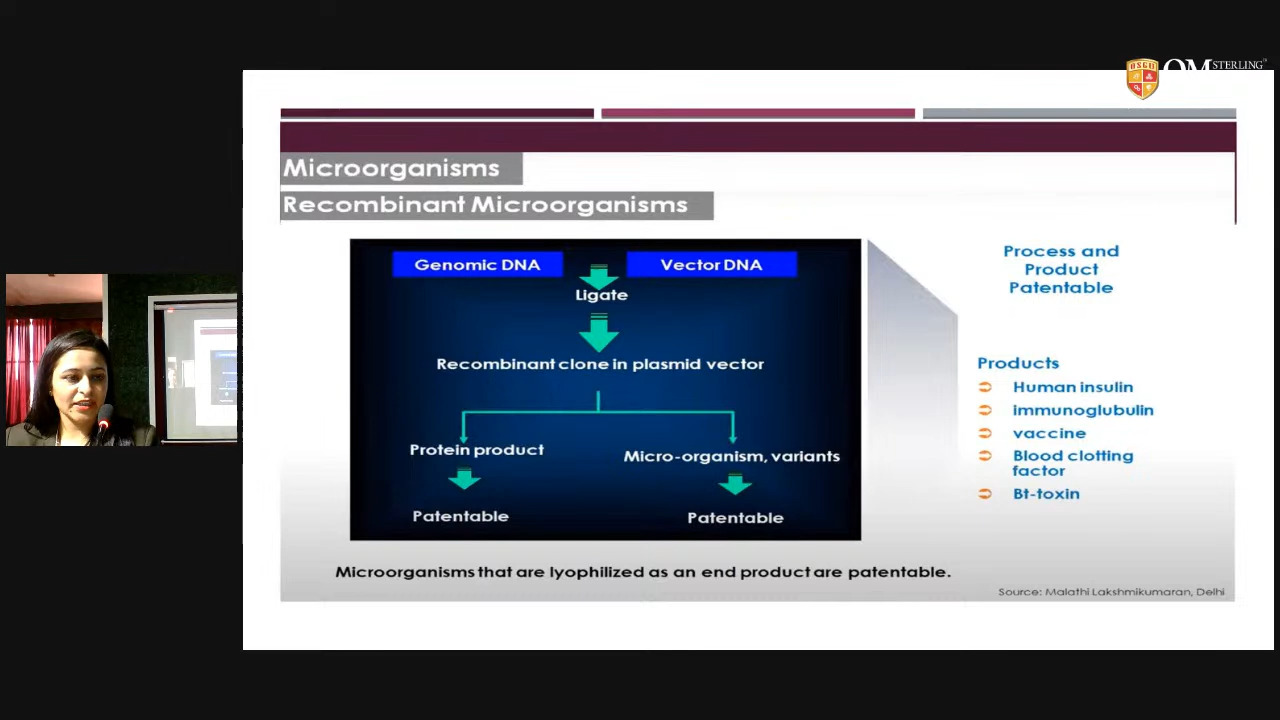 OSGU OM STERLING
Microorganisms
Recombinant Microorganisms
Genomic DNA
Vector DNA
Ligate
Recombinant clone in plasmid vector
Protein product
Micro-organism, variants
Patentable
Patentable
Process and
Product
Patentable
Products
Human insulin
immunoglubulin
vaccine
Blood clotting
factor
Bt-toxin
Microorganisms that are lyophilized as an end product are patentable.
Source: Malathi Lakshmikumaran, Delhi